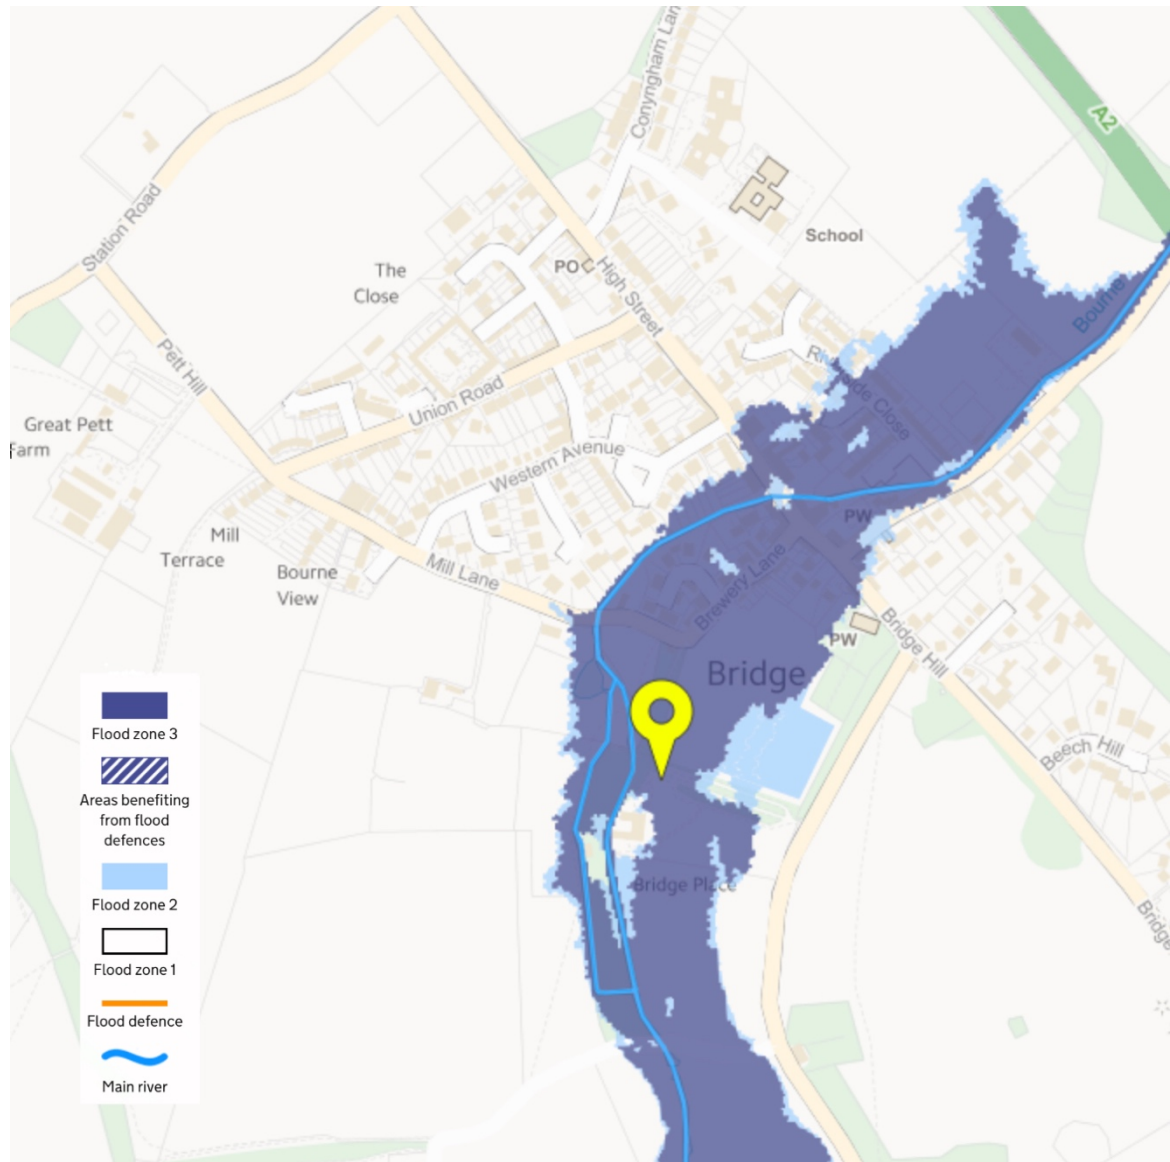 A2
Conyngham Lan
School
Station Road
The
Close
PO
High Street
Bourne
Riverside Close
Pett Hill
Union Road
Great Pett
Farm
Western Avenue
Mill
Terrace
Bourne
View
Mill Lane
PW
Brewery Lane
PW
Bridge Hill
Bridge
Beech Hill
Bridge Place
Bridge
Flood zone 3
Areas benefiting
from flood
defences
Flood zone 2
Flood zone 1
Flood defence
Main river